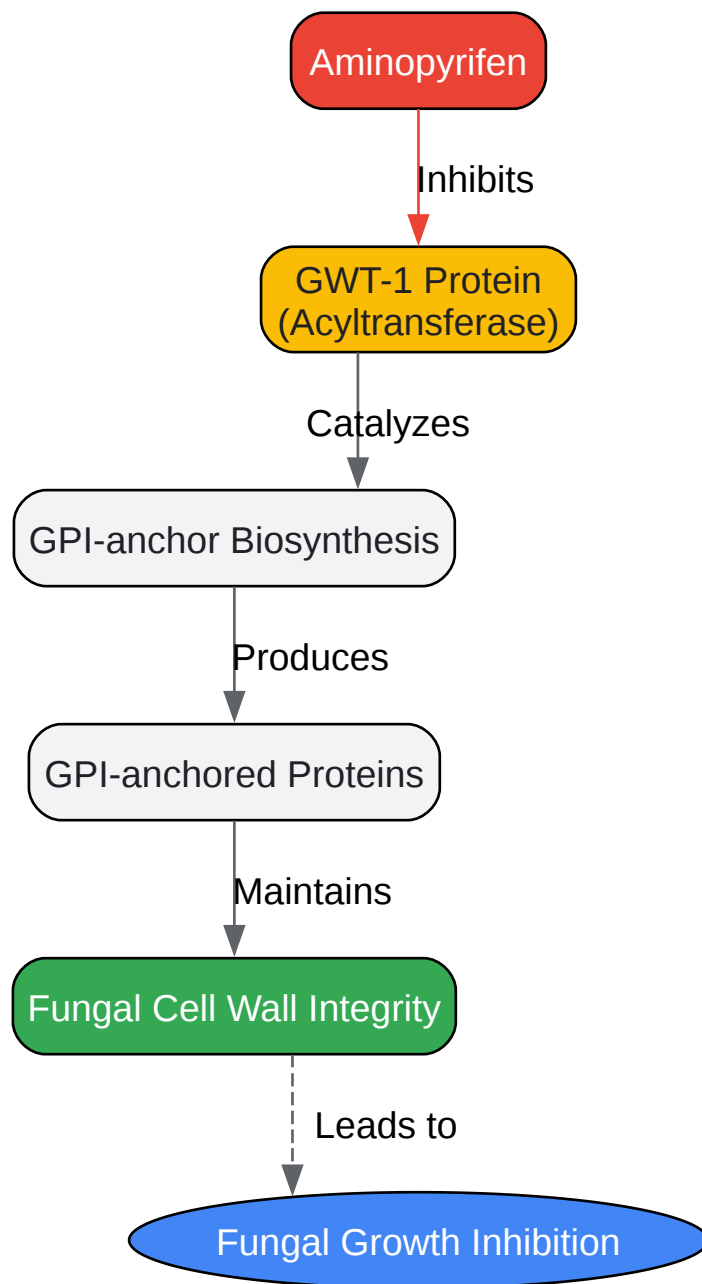 Aminopyrifen
Inhibits
GWT-1 Protein
(Acyltransferase)
Catalyzes
GPI-anchor Biosynthesis
Produces
GPI-anchored Proteins
Maintains
Fungal Cell Wall Integrity
Leads to
Fungal Growth Inhibition